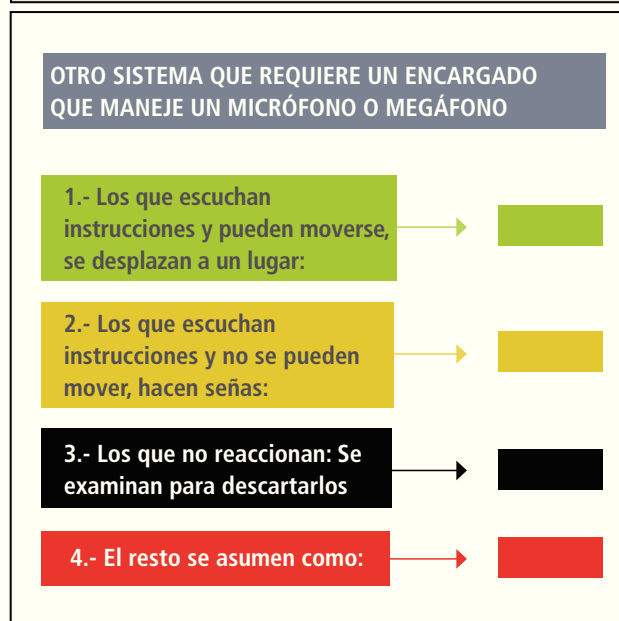 OTRO SISTEMA QUE REQUIERE UN ENCARGADO
QUE MANEJE UN MICRÓFONO O MEGÁFONO
1.- Los que escuchan
instrucciones y pueden moverse,
se desplazan a un lugar:
2.- Los que escuchan
instrucciones y no se pueden
mover, hacen señas:
3.- Los que no reaccionan: Se
examinan para descartarlos
4.- El resto se asumen como: